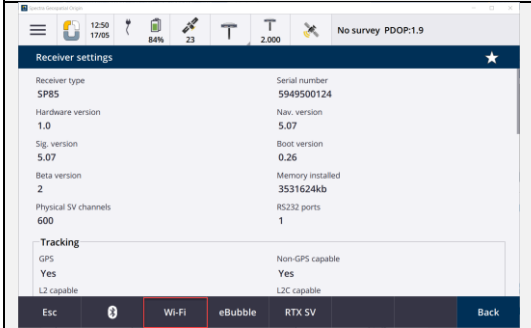 Spectra Geospatial Origin
12:50
17/05
84%
23
T
2.000
No survey PDOP:1.9
Receiver settings
Receiver type
Serial number
SP85
5949500124
Hardware version
Nav. version
1.0
5.07
Sig. version
Boot version
5.07
0.26
Beta version
Memory installed
2
3531624kb
Physical SV channels
RS232 ports
600
1
Tracking
GPS
Non-GPS capable
Yes
Yes
L2 capable
L2C capable
Esc
Wi-Fi
eBubble
RTX SV
Back